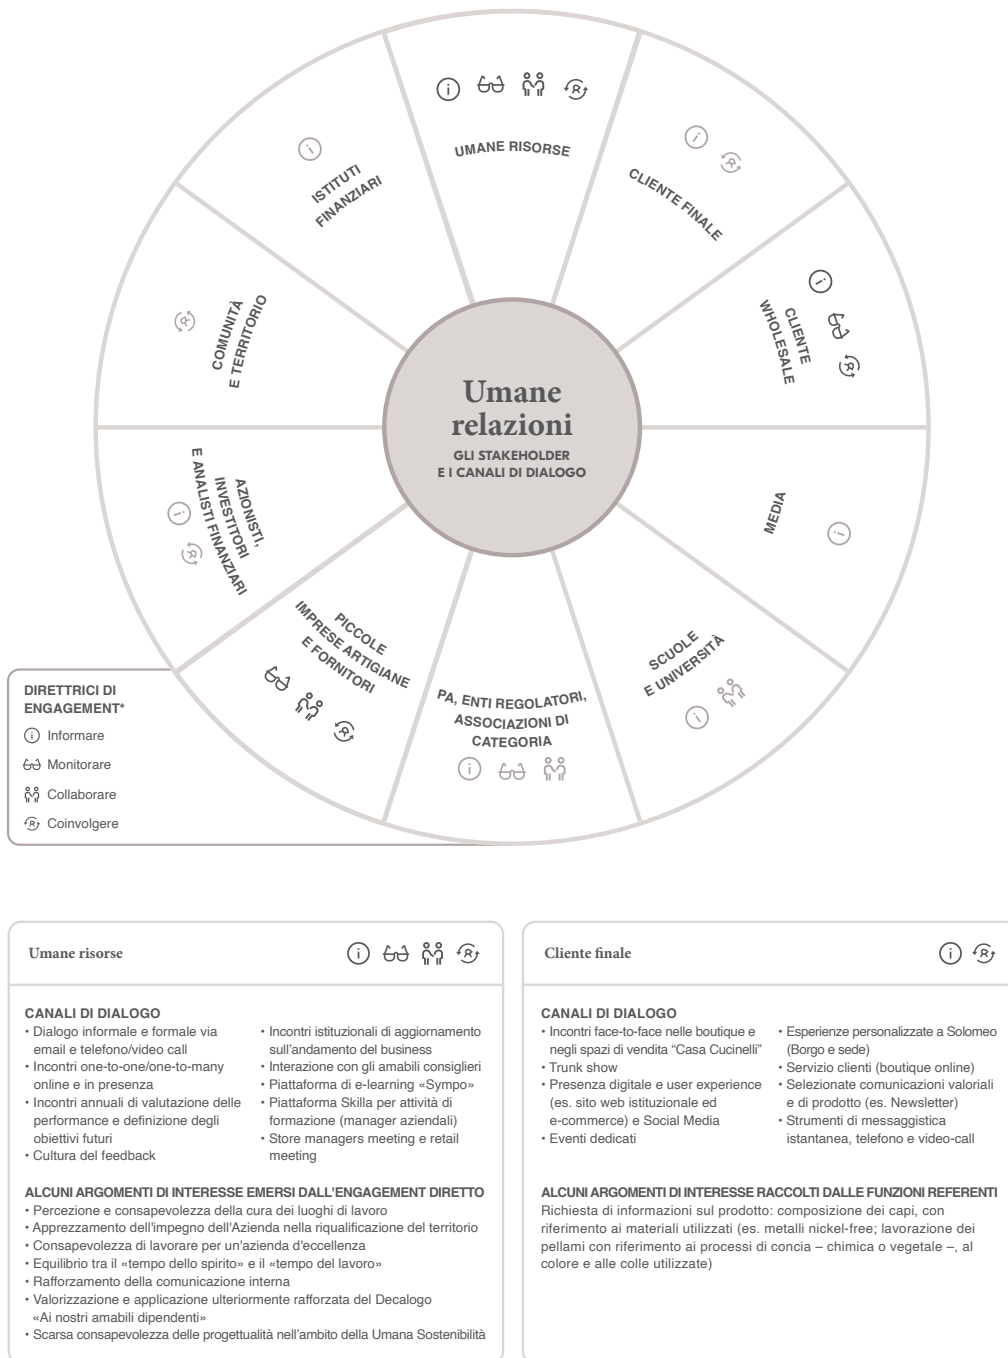 UMANE RISORSE
CLIENTE FINALE
CLIENTE
WHOLESALE
MEDIA
SCUOLE
E UNIVERSITÀ
PA, ENTI REGOLATORI,
ASSOCIAZIONI DI
CATEGORIA
PICCOLE
IMPRESE ARTIGIANE
E FORNITORI
AZIONISTI,
INVESTITORI
E ANALISTI FINANZIARI
COMUNITÀ
E TERRITORIO
ISTITUTI
FINANZIARI
Umane
relazioni
GLI STAKEHOLDER
E I CANALI DI DIALOGO
DIRETTRICI DI
ENGAGEMENT*
Informare
Monitorare
Collaborare
Coinvolgere
Umane risorse
CANALI DI DIALOGO
• Dialogo informale e formale via
email e telefono/video call
• Incontri one-to-one/one-to-many
online e in presenza
• Incontri annuali di valutazione delle
performance e definizione degli
obiettivi futuri
• Cultura del feedback
• Incontri istituzionali di aggiornamento
sull'andamento del business
• Interazione con gli amabili consiglieri
• Piattaforma di e-learning «Sympo»
• Piattaforma Skilla per attività di
formazione (manager aziendali)
• Store managers meeting e retail
meeting
ALCUNI ARGOMENTI DI INTERESSE EMERSI DALL'ENGAGEMENT DIRETTO
• Percezione e consapevolezza della cura dei luoghi di lavoro
• Apprezzamento dell'impegno dell'Azienda nella riqualificazione del territorio
• Consapevolezza di lavorare per un'azienda d'eccellenza
• Equilibrio tra il «tempo dello spirito» e il «tempo del lavoro»
• Rafforzamento della comunicazione interna
• Valorizzazione e applicazione ulteriormente rafforzata del Decalogo
«Ai nostri amabili dipendenti»
• Scarsa consapevolezza delle progettualità nell'ambito della Umana Sostenibilità
Cliente finale
CANALI DI DIALOGO
• Incontri face-to-face nelle boutique e
negli spazi di vendita "Casa Cucinelli"
• Trunk show
• Presenza digitale e user experience
(es. sito web istituzionale ed
e-commerce) e Social Media
• Eventi dedicati
• Esperienze personalizzate a Solomeo
(Borgo e sede)
• Servizio clienti (boutique online)
• Selezionate comunicazioni valoriali
e di prodotto (es. Newsletter)
• Strumenti di messaggistica
istantanea, telefono e video-call
ALCUNI ARGOMENTI DI INTERESSE RACCOLTI DALLE FUNZIONI REFERENTI
Richiesta di informazioni sul prodotto: composizione dei capi, con
riferimento ai materiali utilizzati (es. metalli nickel-free; lavorazione dei
pellami con riferimento ai processi di concia – chimica o vegetale –, al
colore e alle colle utilizzate)